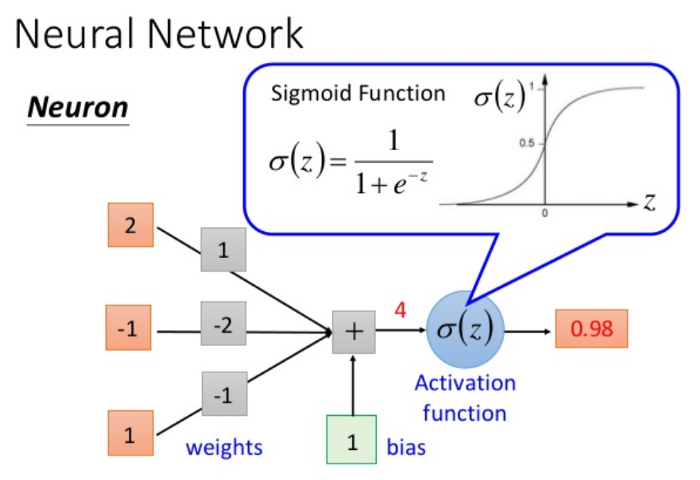 Neural Network
Neuron
Sigmoid Function
σ(z)
1
0.5
0
z
σ(z) = 1 / (1 + e^{-z})
2
1
-1
-2
+
4
σ(z)
0.98
-1
1
weights
1
bias
Activation
function